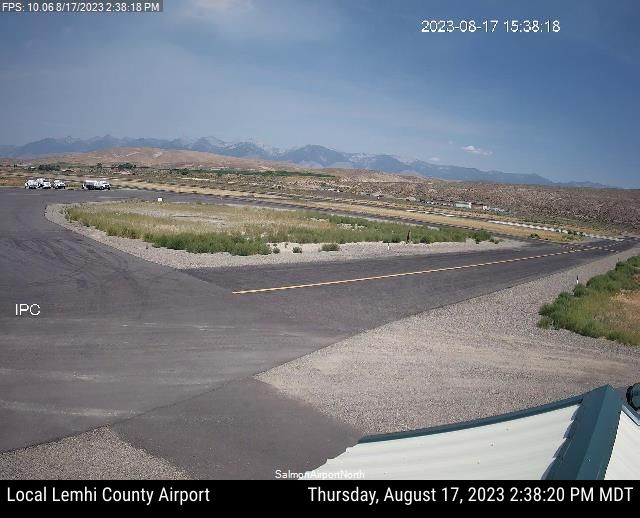 FPS: 10.06 8/17/2023 2:38:18 PM
2023-08-17 15:38:18
IPC
SalmonAirportNorth
Local Lemhi County Airport Thursday, August 17, 2023 2:38:20 PM MDT